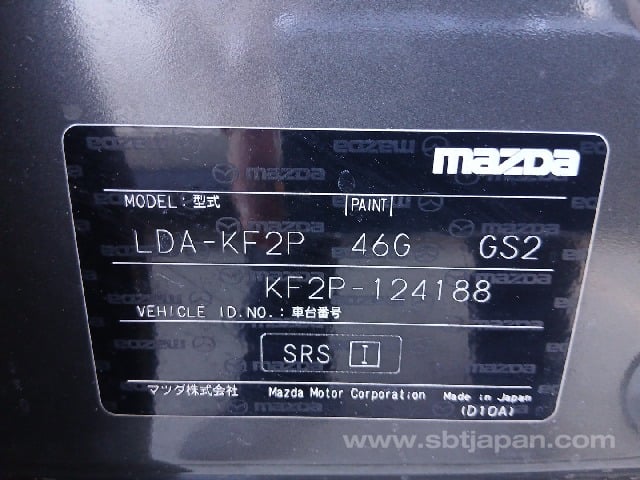 mazda
MODEL:型式 PAINT
LDA-KF2P 46G GS2
KF2P-124188
VEHICLE ID.NO.:車台番号
SRS I
マツダ株式会社 Mazda Motor Corporation Made in Japan
(D10A)
www.sbtjapan.com